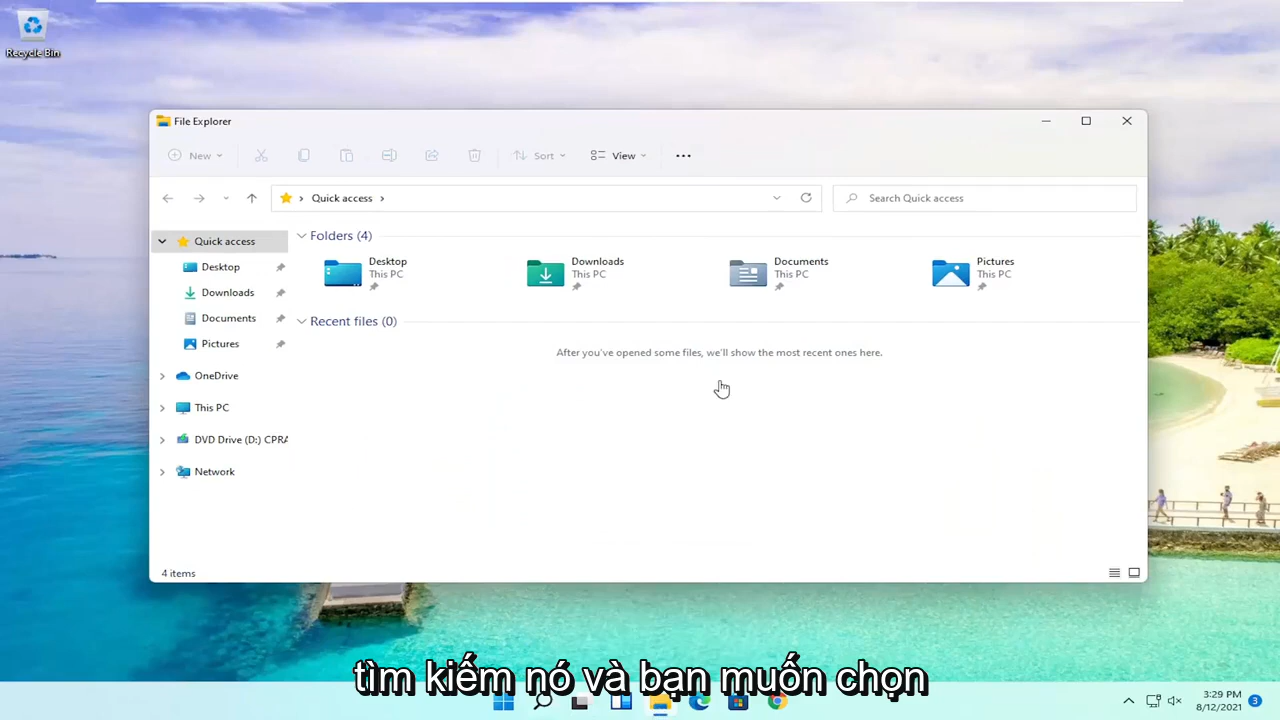 Recycle Bin
File Explorer
New
Sort
View
Quick access
Search Quick access
Quick access
Desktop
Downloads
Documents
Pictures
OneDrive
This PC
DVD Drive (D:) CPRA
Network
Folders (4)
Desktop
This PC
Downloads
This PC
Documents
This PC
Pictures
This PC
Recent files (0)
After you've opened some files, we'll show the most recent ones here.
4 items
tìm kiếm nó và bạn muốn chọn
3:29 PM
8/12/2021
3